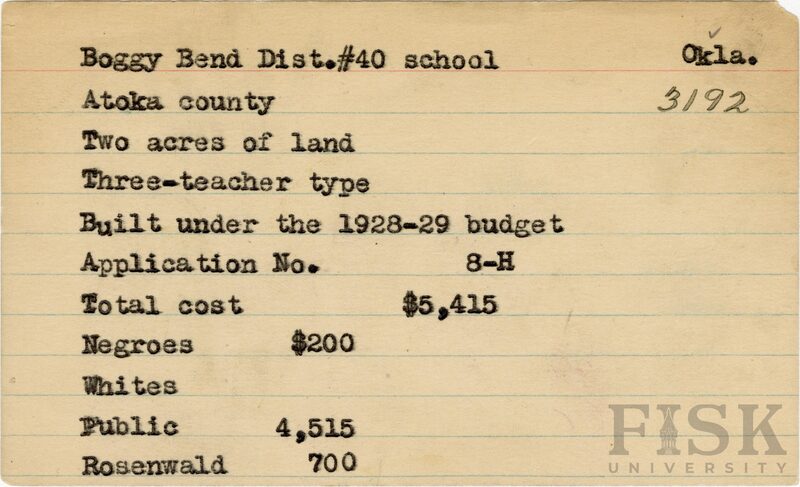 Boggy Bend Dist.#40 school Okla.
Atoka county 3192
Two acres of land
Three-teacher type
Built under the 1928-29 budget
Application No. 8-H
Total cost $5,415
Negroes $200
Whites
Public 4,515
Rosenwald 700
FISK
UNIVERSITY